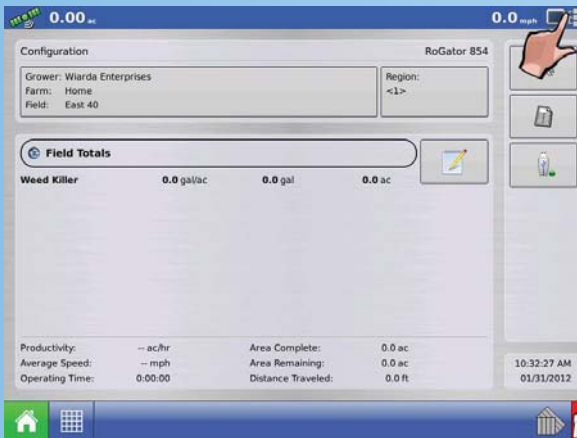 0.00 ac 0.0 mph
Configuration RoGator 854
Grower: Wiarda Enterprises
Farm: Home
Field: East 40
Region:
<1>
Field Totals
Weed Killer 0.0 gal/ac 0.0 gal 0.0 ac
Productivity: -- ac/hr Area Complete: 0.0 ac
Average Speed: -- mph Area Remaining: 0.0 ac
Operating Time: 0:00:00 Distance Traveled: 0.0 ft
10:32:27 AM
01/31/2012